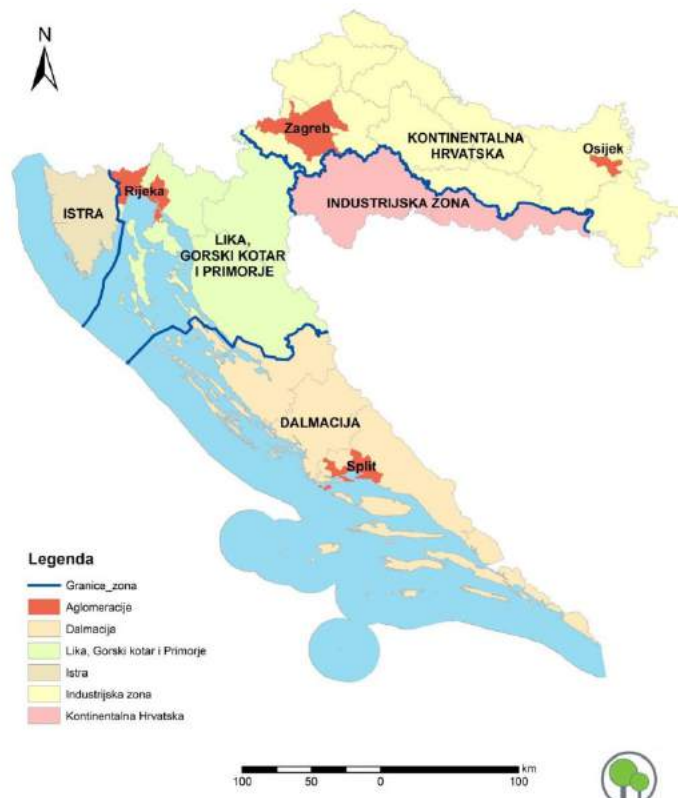 N
Zagreb
KONTINENTALNA
HRVATSKA
Osijek
Rijeka
ISTRA
INDUSTRIJSKA ZONA
LIKA,
GORSKI KOTAR
I PRIMORJE
DALMACIJA
Split
Legenda
Granica_zona
Aglomeracije
Dalmacija
Lika, Gorski kotar i Primorje
Istra
Industrijska zona
Kontinentalna Hrvatska
km
100 50 0 100